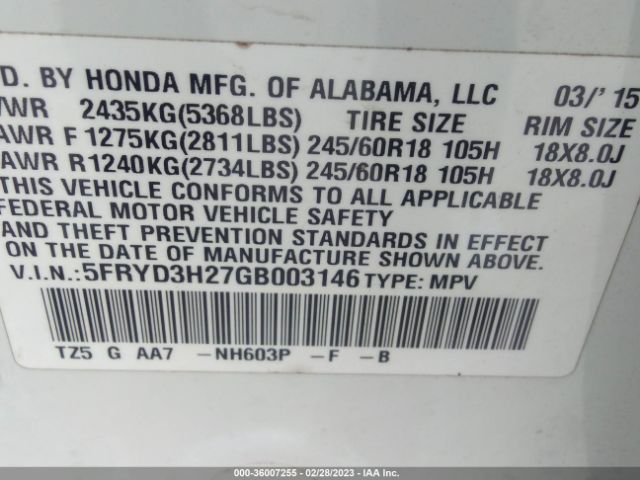 D. BY HONDA MFG. OF ALABAMA, LLC 03/' 15
VWR 2435KG(5368LBS) TIRE SIZE RIM SIZE
AWR F 1275KG(2811LBS) 245/60R18 105H 18X8.0J
AWR R1240KG(2734LBS) 245/60R18 105H 18X8.0J
THIS VEHICLE CONFORMS TO ALL APPLICABLE
FEDERAL MOTOR VEHICLE SAFETY
AND THEFT PREVENTION STANDARDS IN EFFECT
ON THE DATE OF MANUFACTURE SHOWN ABOVE.
V.I.N.:5FRYD3H27GB003146 TYPE: MPV
TZ5 G AA7 -NH603P -F -B
000-36007255 - 02/28/2023 - IAA Inc.